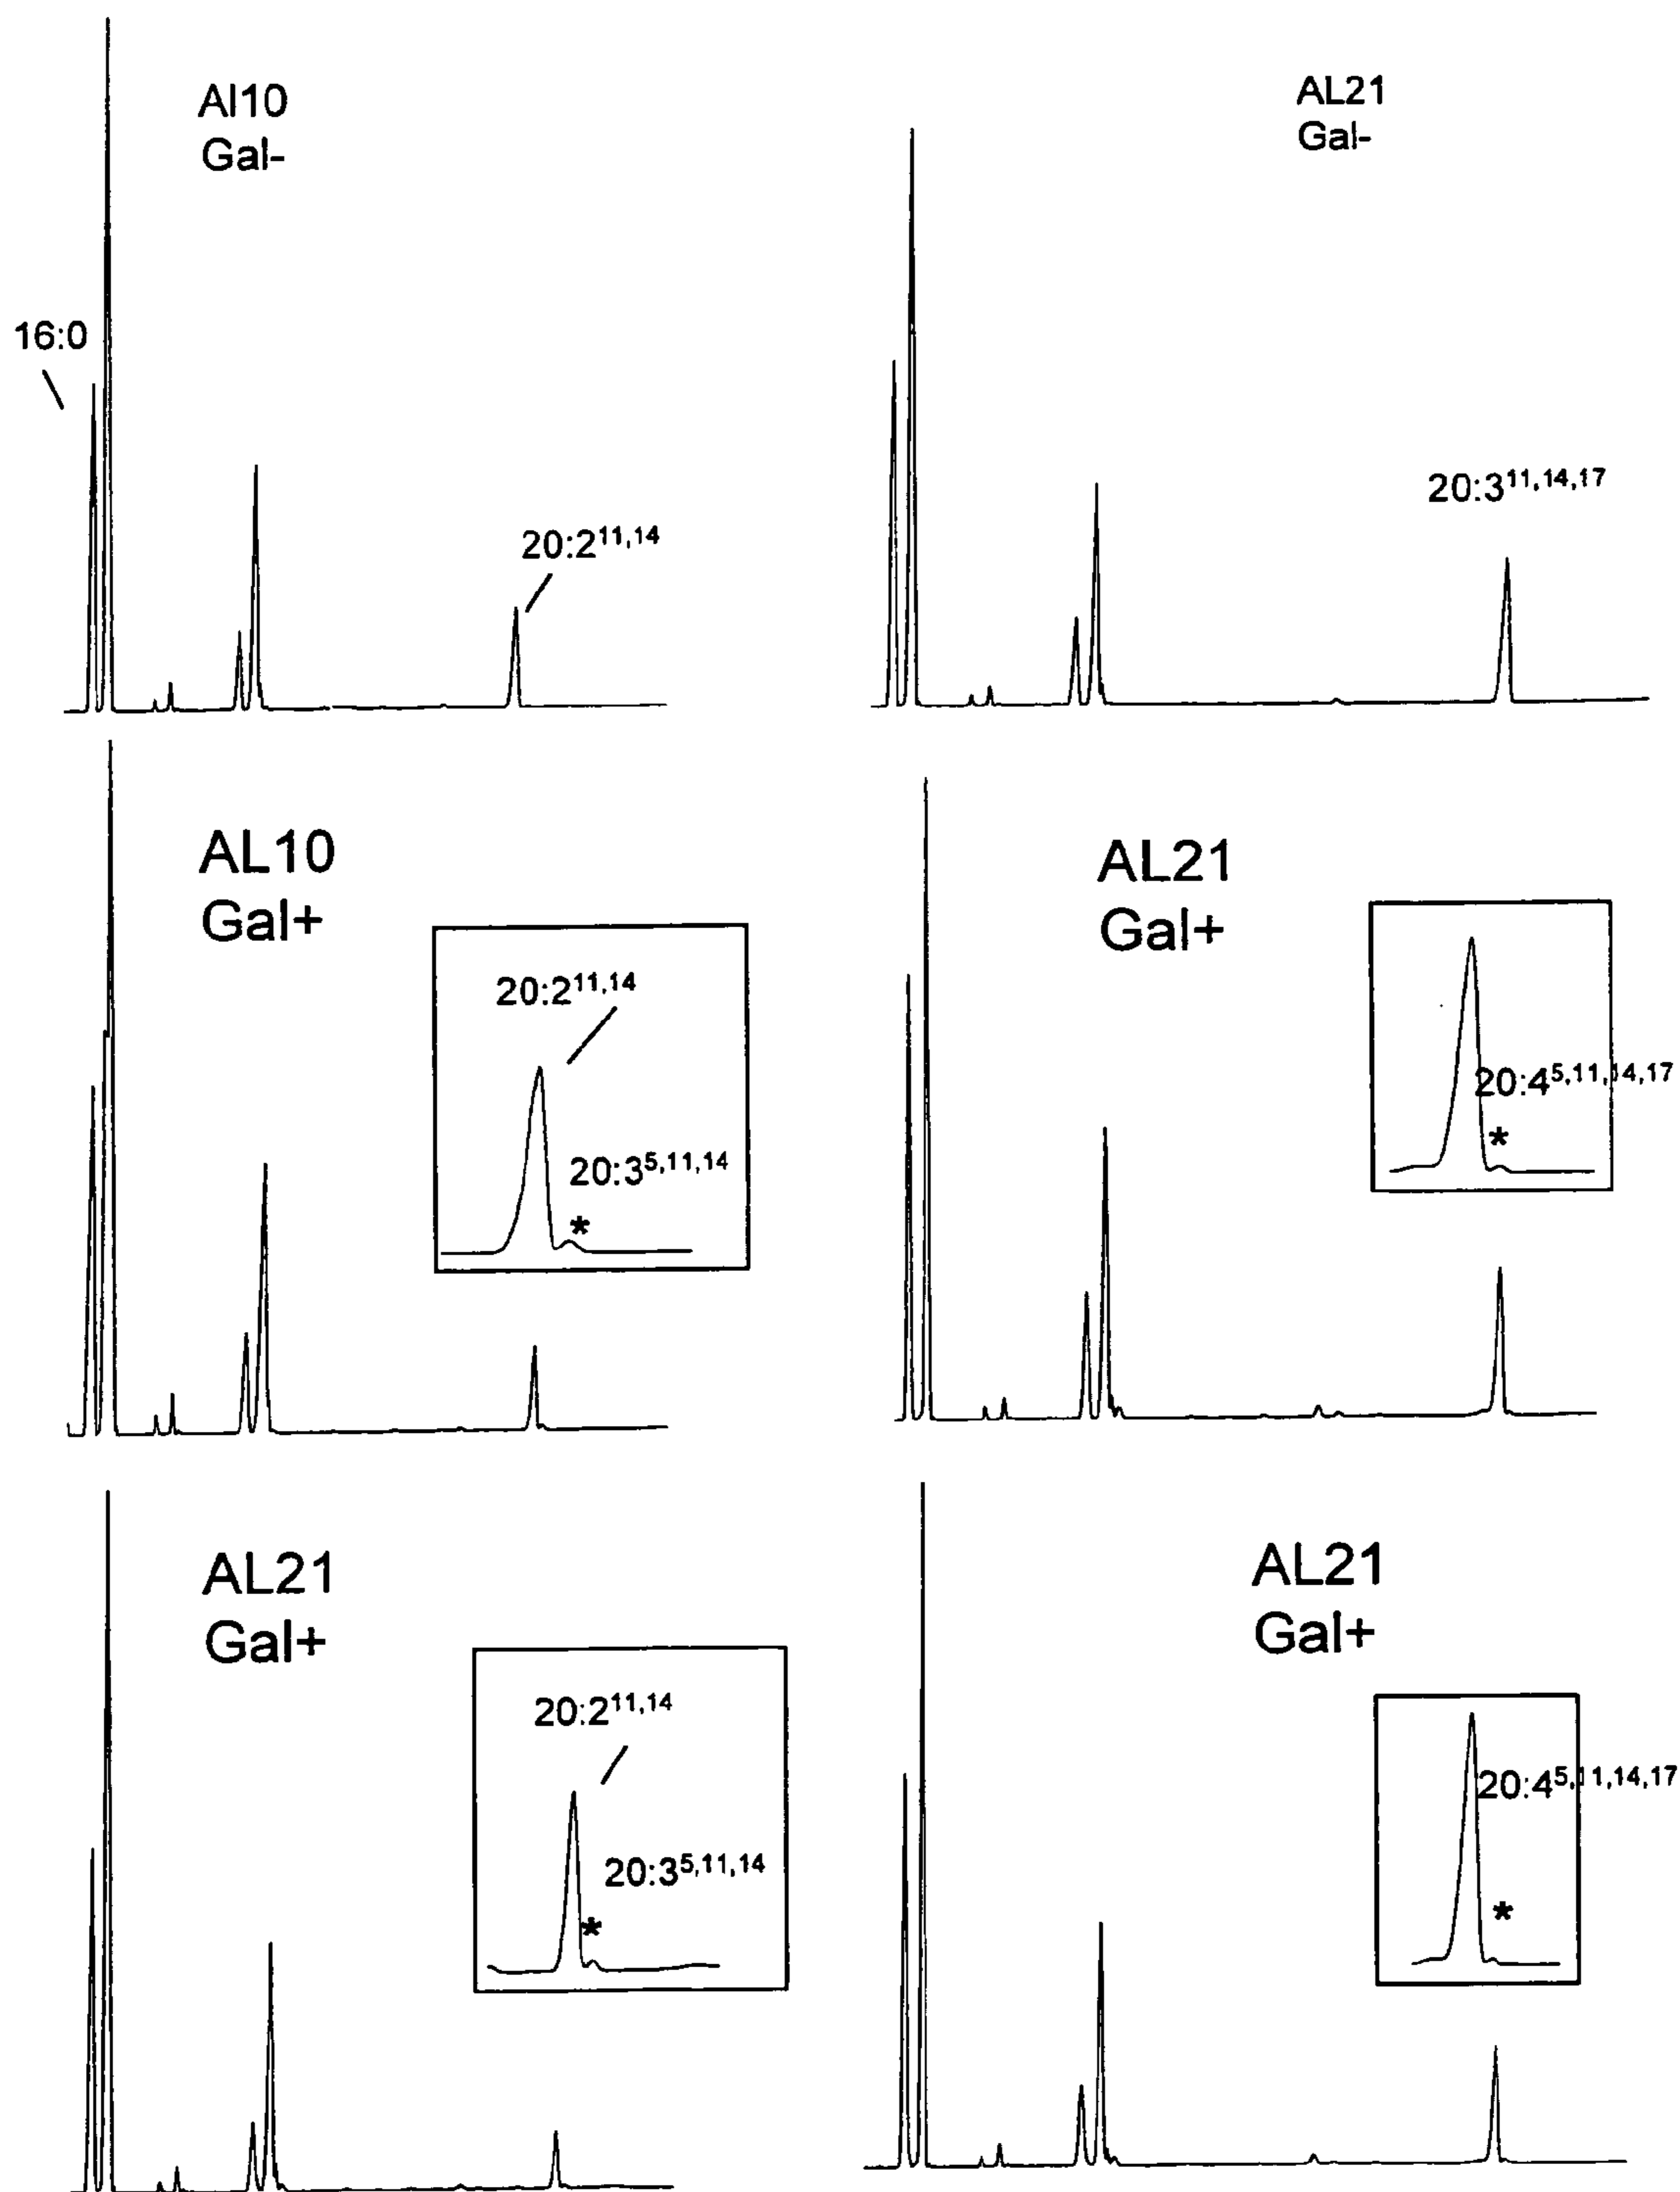 Al10
Gal-
16:0
20:2¹¹,¹⁴
AL21
Gal-
20:3¹¹,¹⁴,¹⁷
AL10
Gal+
20:2¹¹,¹⁴
20:3⁵,¹¹,¹⁴
*
AL21
Gal+
20:4⁵,¹¹,¹⁴,¹⁷
*
AL21
Gal+
20:2¹¹,¹⁴
20:3⁵,¹¹,¹⁴
*
AL21
Gal+
20:4⁵,¹¹,¹⁴,¹⁷
*